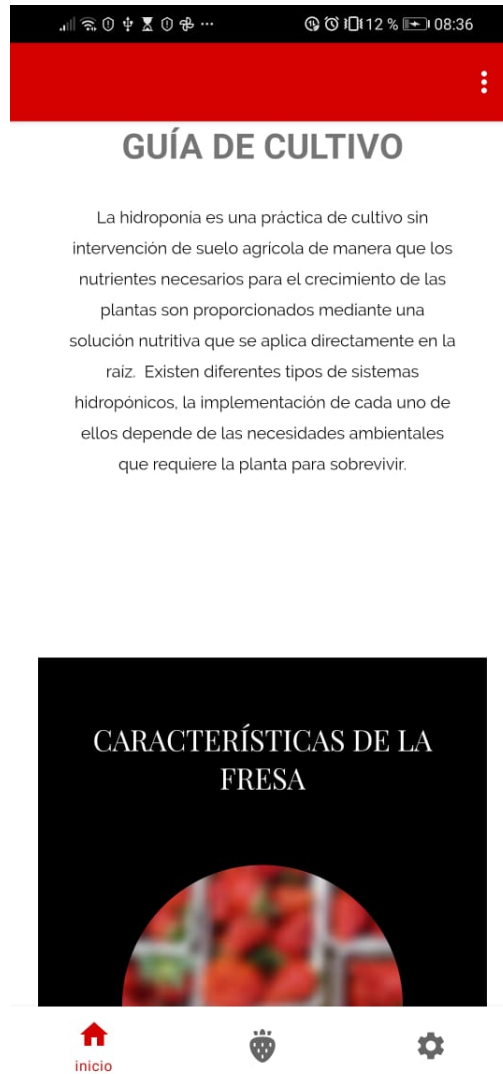 12 % 08:36
GUÍA DE CULTIVO
La hidroponía es una práctica de cultivo sin
intervención de suelo agrícola de manera que los
nutrientes necesarios para el crecimiento de las
plantas son proporcionados mediante una
solución nutritiva que se aplica directamente en la
raíz.  Existen diferentes tipos de sistemas
hidropónicos, la implementación de cada uno de
ellos depende de las necesidades ambientales
que requiere la planta para sobrevivir.
CARACTERÍSTICAS DE LA
FRESA
inicio